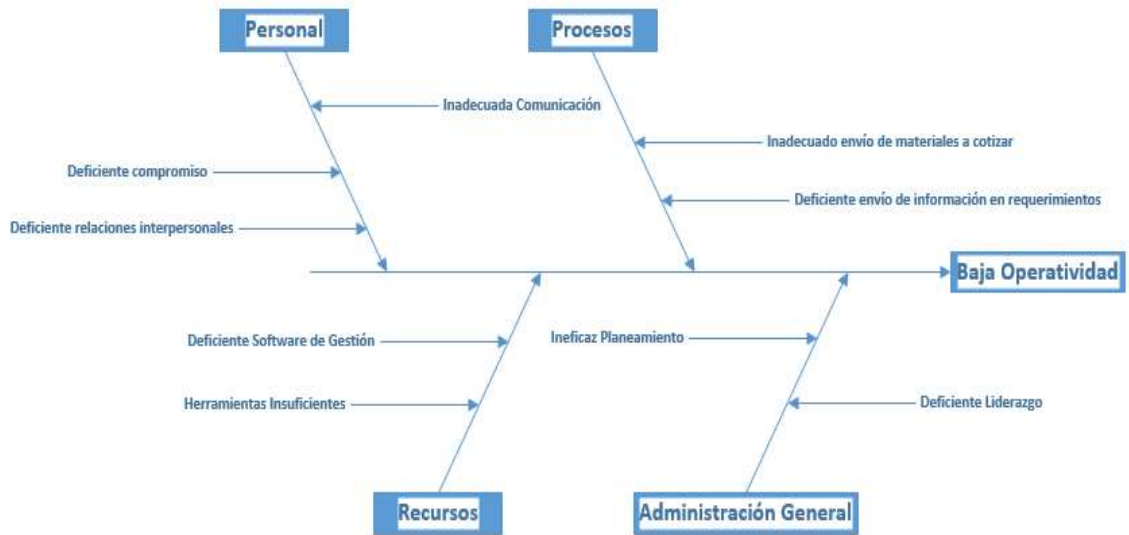 Personal
Procesos
Inadecuada Comunicación
Inadecuado envío de materiales a cotizar
Deficiente compromiso
Deficiente envío de información en requerimientos
Deficiente relaciones interpersonales
Baja Operatividad
Deficiente Software de Gestión
Ineficaz Planeamiento
Herramientas Insuficientes
Deficiente Liderazgo
Recursos
Administración General